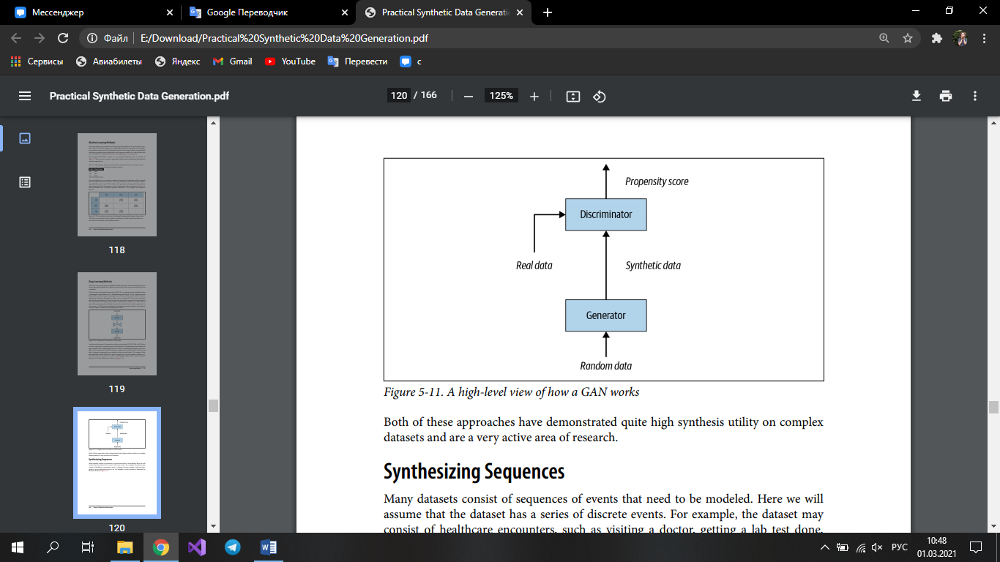 Мессенджер
Google Переводчик
Practical Synthetic Data Generati
Файл
E:/Download/Practical%20Synthetic%20Data%20Generation.pdf
Сервисы
Авиабилеты
Яндекс
Gmail
YouTube
Перевести
с
Practical Synthetic Data Generation.pdf
120 / 166
125%
118
Deep Learning Methods
119
Synthesizing Sequences
120
Propensity score
Discriminator
Real data
Synthetic data
Generator
Random data
Figure 5-11. A high-level view of how a GAN works
Both of these approaches have demonstrated quite high synthesis utility on complex
datasets and are a very active area of research.
Synthesizing Sequences
Many datasets consist of sequences of events that need to be modeled. Here we will
assume that the dataset has a series of discrete events. For example, the dataset may
consist of healthcare encounters, such as visiting a doctor, getting a lab test done,
РУС
10:48
01.03.2021